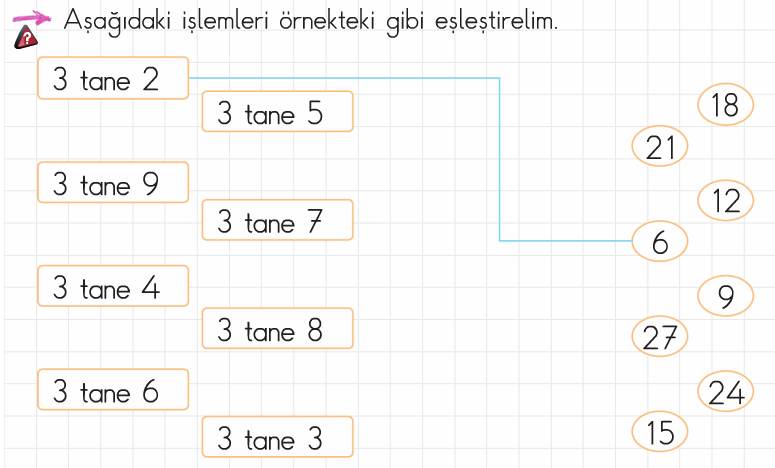 Aşağıdaki işlemleri örnekteki gibi eşleştirelim.
?
3 tane 2
3 tane 5
3 tane 9
3 tane 7
3 tane 4
3 tane 8
3 tane 6
3 tane 3
18
21
12
6
9
27
24
15